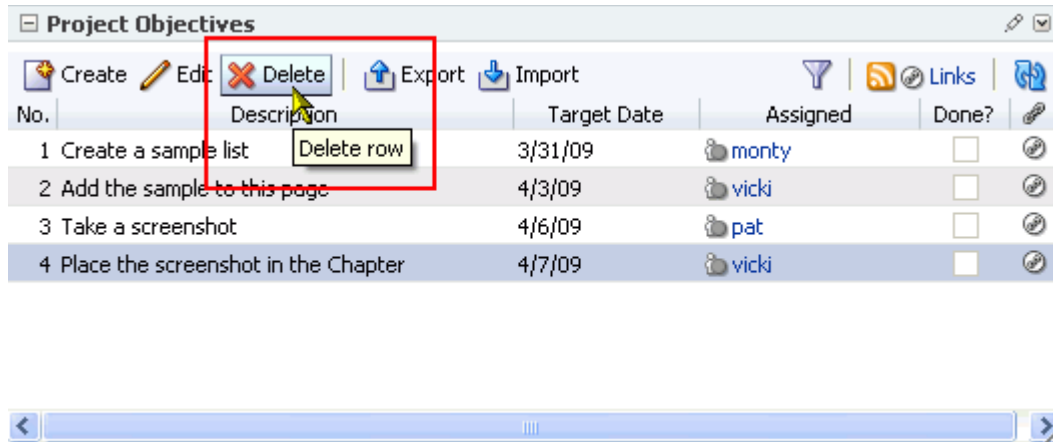 Project Objectives
Create Edit Delete Export Import Links
No. Description Target Date Assigned Done?
Delete row
1 Create a sample list 3/31/09 monty
2 Add the sample to this page 4/3/09 vicki
3 Take a screenshot 4/6/09 pat
4 Place the screenshot in the Chapter 4/7/09 vicki